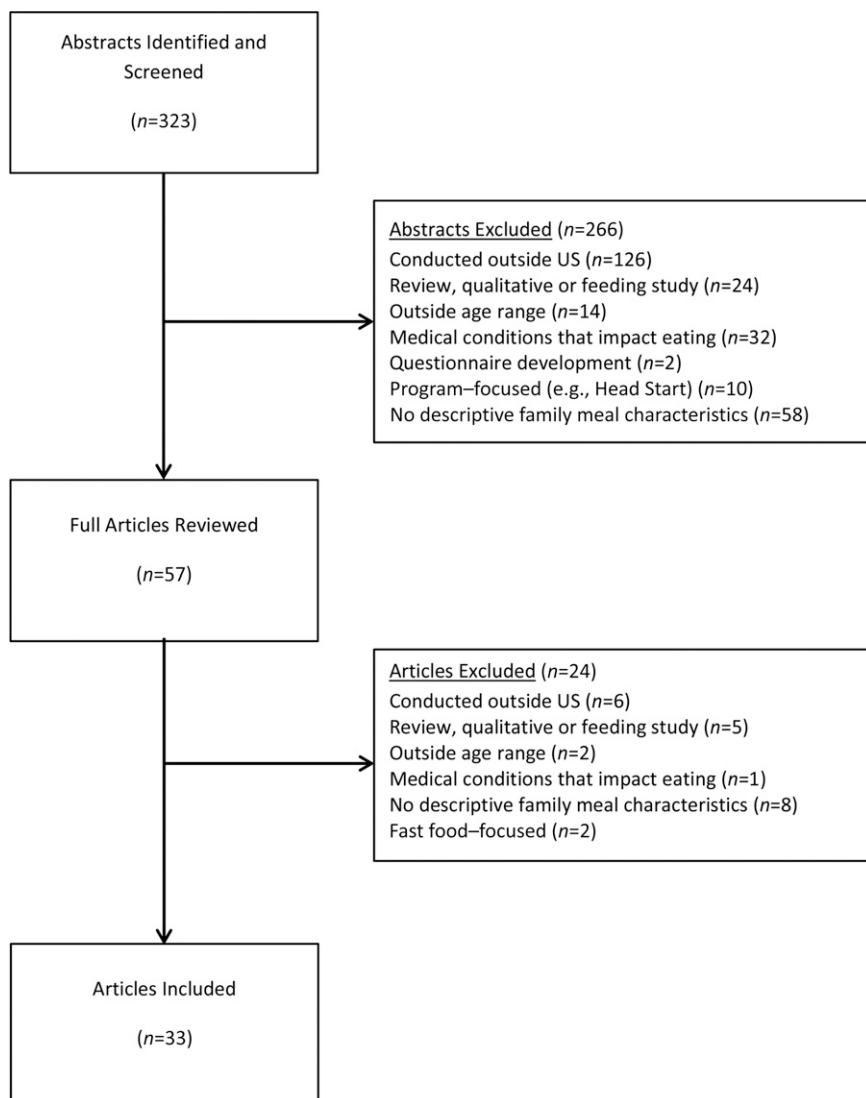 Abstracts Identified and
Screened
(n=323)
Abstracts Excluded (n=266)
Conducted outside US (n=126)
Review, qualitative or feeding study (n=24)
Outside age range (n=14)
Medical conditions that impact eating (n=32)
Questionnaire development (n=2)
Program–focused (e.g., Head Start) (n=10)
No descriptive family meal characteristics (n=58)
Full Articles Reviewed
(n=57)
Articles Excluded (n=24)
Conducted outside US (n=6)
Review, qualitative or feeding study (n=5)
Outside age range (n=2)
Medical conditions that impact eating (n=1)
No descriptive family meal characteristics (n=8)
Fast food–focused (n=2)
Articles Included
(n=33)